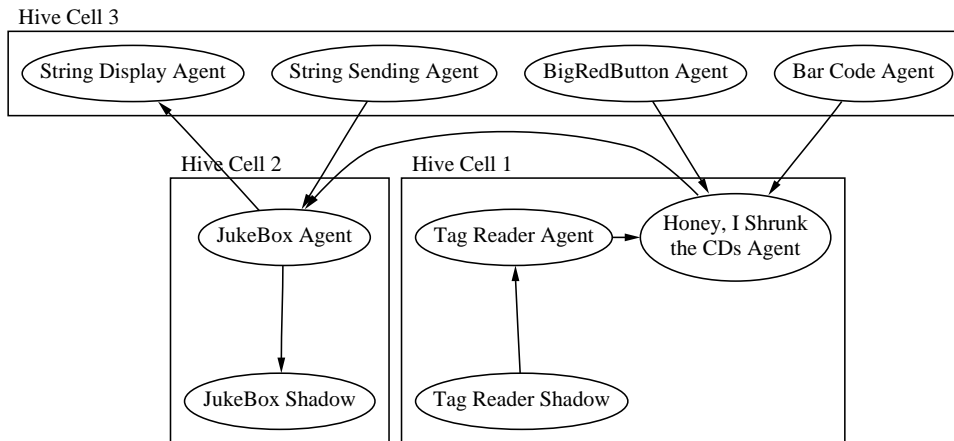 Hive Cell 3
String Display Agent
String Sending Agent
BigRedButton Agent
Bar Code Agent
Hive Cell 2
Hive Cell 1
JukeBox Agent
Tag Reader Agent
Honey, I Shrunk
the CDs Agent
JukeBox Shadow
Tag Reader Shadow